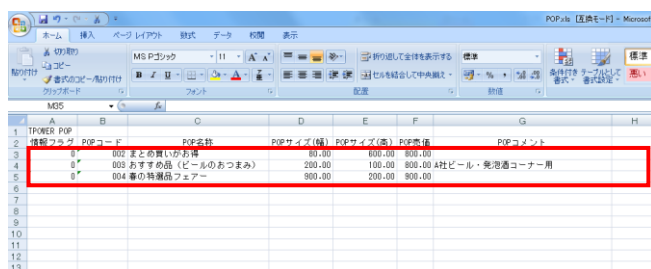 POP.xls [互換モード] - Microsoft
ホーム 挿入 ページ レイアウト 数式 データ 校閲 表示
切り取り
コピー
貼り付け 書式のコピー/貼り付け
クリップボード
MS Pゴシック 11
B I U
フォント
折り返して全体を表示する
セルを結合して中央揃え
配置
標準
数値
条件付き書式 テーブルとして書式設定
標準
悪い
M35 fx
A B C D E F G H
1 TPOWER POP
2 情報フラグ POPコード POP名称 POPサイズ(幅) POPサイズ(高) POP売価 POPコメント
3 0 002 まとめ買いがお得 80.00 600.00 800.00
4 0 003 おすすめ品(ビールのおつまみ) 200.00 100.00 800.00 A社ビール・発泡酒コーナー用
5 0 004 春の特選品フェアー 900.00 200.00 900.00
6
7
8
9
10
11
12
13